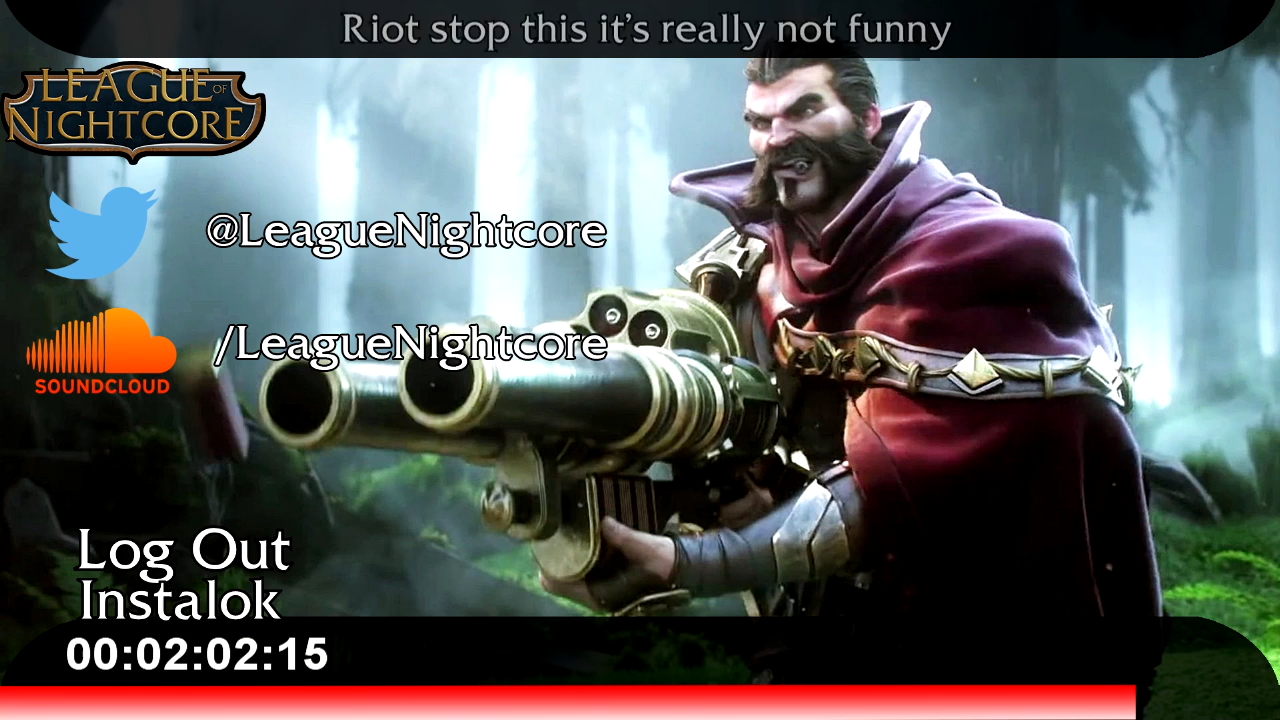 Riot stop this it's really not funny
LEAGUE OF
NIGHTCORE
@LeagueNightcore
/LeagueNightcore
SOUNDCLOUD
Log Out
Instalok
00:02:02:15